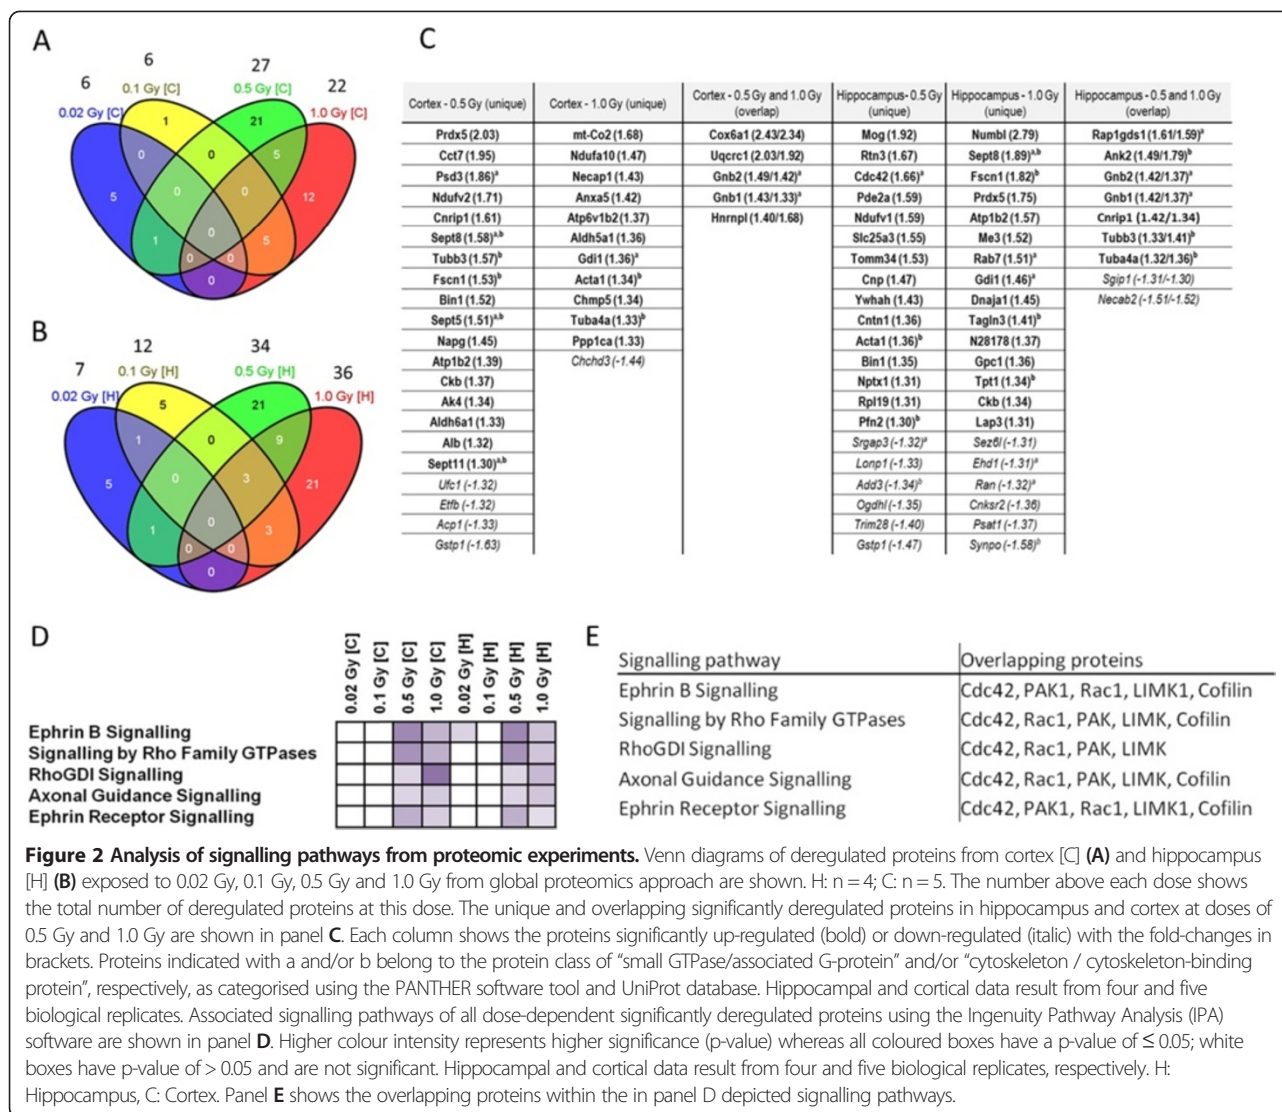 A
6
6
27
22
0.02 Gy [C]
0.1 Gy [C]
0.5 Gy [C]
1.0 Gy [C]
1
21
0
0
5
5
0
0
12
0
1
5
0
0
0
B
7
12
34
36
0.02 Gy [H]
0.1 Gy [H]
0.5 Gy [H]
1.0 Gy [H]
5
21
1
0
9
5
0
3
21
0
1
3
0
0
0
C
Cortex - 0.5 Gy (unique) Cortex - 1.0 Gy (unique) Cortex - 0.5 Gy and 1.0 Gy (overlap) Hippocampus- 0.5 Gy (unique) Hippocampus - 1.0 Gy (unique) Hippocampus - 0.5 and 1.0 Gy (overlap)
Prdx5 (2.03) mt-Co2 (1.68) Cox6a1 (2.43/2.34) Mog (1.92) Numbl (2.79) Rap1gds1 (1.61/1.59)a
Cct7 (1.95) Ndufa10 (1.47) Uqcrc1 (2.03/1.92) Rtn3 (1.67) Sept8 (1.89)a,b Ank2 (1.49/1.79)b
Psd3 (1.86)a Necap1 (1.43) Gnb2 (1.49/1.42)a Cdc42 (1.66)a Fscn1 (1.82)b Gnb2 (1.42/1.37)a
Ndufv2 (1.71) Anxa5 (1.42) Gnb1 (1.43/1.33)a Pde2a (1.59) Prdx5 (1.75) Gnb1 (1.42/1.37)a
Cnrip1 (1.61) Atp6v1b2 (1.37) Hnrnpl (1.40/1.68) Ndufv1 (1.59) Atp1b2 (1.57) Cnrip1 (1.42/1.34)
Sept8 (1.58)a,b Aldh5a1 (1.36) Slc25a3 (1.55) Me3 (1.52) Tubb3 (1.33/1.41)b
Tubb3 (1.57)b Gdi1 (1.36)a Tomm34 (1.53) Rab7 (1.51)a Tuba4a (1.32/1.36)b
Fscn1 (1.53)b Acta1 (1.34)b Cnp (1.47) Gdi1 (1.46)a Sgip1 (-1.31/-1.30)
Bin1 (1.52) Chmp5 (1.34) Ywhah (1.43) Dnaja1 (1.45) Necab2 (-1.51/-1.52)
Sept5 (1.51)a,b Tuba4a (1.33)b Cntn1 (1.36) Tagln3 (1.41)b
Napg (1.45) Ppp1ca (1.33) Acta1 (1.36)b N28178 (1.37)
Atp1b2 (1.39) Chchd3 (-1.44) Bin1 (1.35) Gpc1 (1.36)
Ckb (1.37) Nptx1 (1.31) Tpt1 (1.34)b
Ak4 (1.34) Rpl19 (1.31) Ckb (1.34)
Aldh6a1 (1.33) Pfn2 (1.30)b Lap3 (1.31)
Alb (1.32) Srgap3 (-1.32)a Sez6l (-1.31)
Sept11 (1.30)a,b Lonp1 (-1.33) Ehd1 (-1.31)a
Ufc1 (-1.32) Add3 (-1.34)b Ran (-1.32)a
Etfb (-1.32) Ogdhl (-1.35) Cnksr2 (-1.36)
Acp1 (-1.33) Trim28 (-1.40) Psat1 (-1.37)
Gstp1 (-1.63) Gstp1 (-1.47) Synpo (-1.58)b
D
0.02 Gy [C] 0.1 Gy [C] 0.5 Gy [C] 1.0 Gy [C] 0.02 Gy [H] 0.1 Gy [H] 0.5 Gy [H] 1.0 Gy [H]
Ephrin B Signalling
Signalling by Rho Family GTPases
RhoGDI Signalling
Axonal Guidance Signalling
Ephrin Receptor Signalling
E
Signalling pathway Overlapping proteins
Ephrin B Signalling Cdc42, PAK1, Rac1, LIMK1, Cofilin
Signalling by Rho Family GTPases Cdc42, Rac1, PAK, LIMK, Cofilin
RhoGDI Signalling Cdc42, Rac1, PAK, LIMK
Axonal Guidance Signalling Cdc42, Rac1, PAK, LIMK, Cofilin
Ephrin Receptor Signalling Cdc42, PAK1, Rac1, LIMK1, Cofilin
Figure 2 Analysis of signalling pathways from proteomic experiments. Venn diagrams of deregulated proteins from cortex [C] (A) and hippocampus
[H] (B) exposed to 0.02 Gy, 0.1 Gy, 0.5 Gy and 1.0 Gy from global proteomics approach are shown. H: n = 4; C: n = 5. The number above each dose shows
the total number of deregulated proteins at this dose. The unique and overlapping significantly deregulated proteins in hippocampus and cortex at doses of
0.5 Gy and 1.0 Gy are shown in panel C. Each column shows the proteins significantly up-regulated (bold) or down-regulated (italic) with the fold-changes in
brackets. Proteins indicated with a and/or b belong to the protein class of “small GTPase/associated G-protein” and/or “cytoskeleton / cytoskeleton-binding
protein”, respectively, as categorised using the PANTHER software tool and UniProt database. Hippocampal and cortical data result from four and five
biological replicates. Associated signalling pathways of all dose-dependent significantly deregulated proteins using the Ingenuity Pathway Analysis (IPA)
software are shown in panel D. Higher colour intensity represents higher significance (p-value) whereas all coloured boxes have a p-value of ≤ 0.05; white
boxes have p-value of > 0.05 and are not significant. Hippocampal and cortical data result from four and five biological replicates, respectively. H:
Hippocampus, C: Cortex. Panel E shows the overlapping proteins within the in panel D depicted signalling pathways.